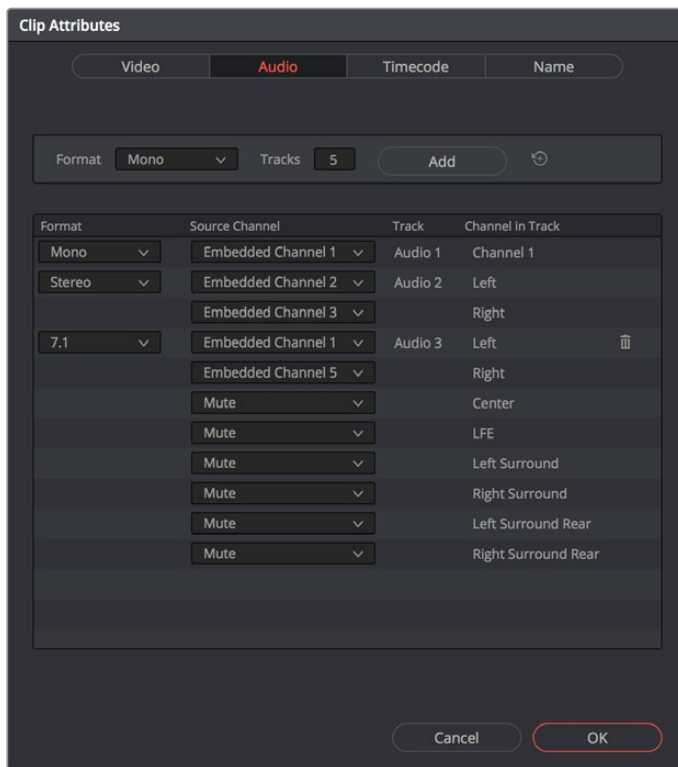 Clip Attributes
Video Audio Timecode Name
Format Mono Tracks 5 Add
Format Source Channel Track Channel in Track
Mono Embedded Channel 1 Audio 1 Channel 1
Stereo Embedded Channel 2 Audio 2 Left
Embedded Channel 3 Right
7.1 Embedded Channel 1 Audio 3 Left
Embedded Channel 5 Right
Mute Center
Mute LFE
Mute Left Surround
Mute Right Surround
Mute Left Surround Rear
Mute Right Surround Rear
Cancel OK